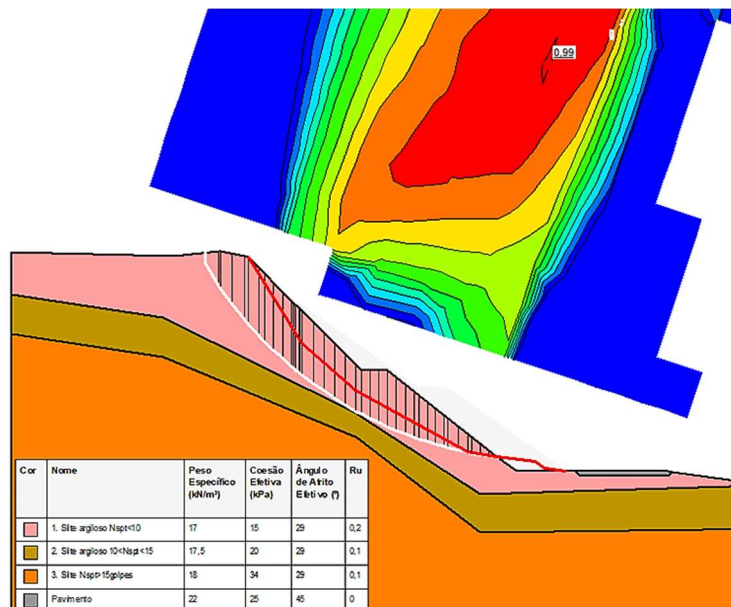 0,99
Cor Nome Peso Específico (kN/m³) Coesão Efetiva (kPa) Ângulo de Atrito Efetivo (°) Ru
1. Silte argiloso Nspt<10 17 15 29 0,2
2. Silte argiloso 10<Nspt<15 17,5 20 29 0,1
3. Silte Nspt>15golpes 18 34 29 0,1
Pavimento 22 25 45 0